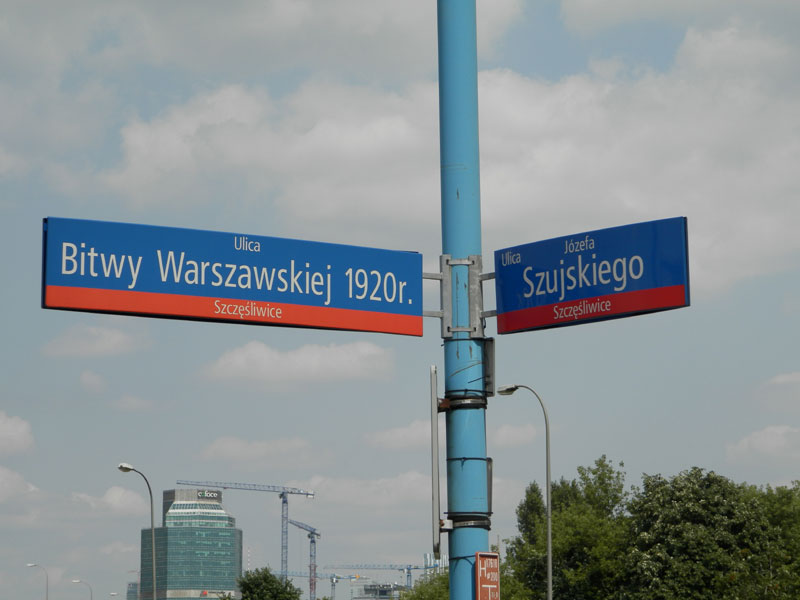 Ulica
Bitwy Warszawskiej 1920r.
Szczęśliwice
Ulica
Józefa
Szujskiego
Szczęśliwice